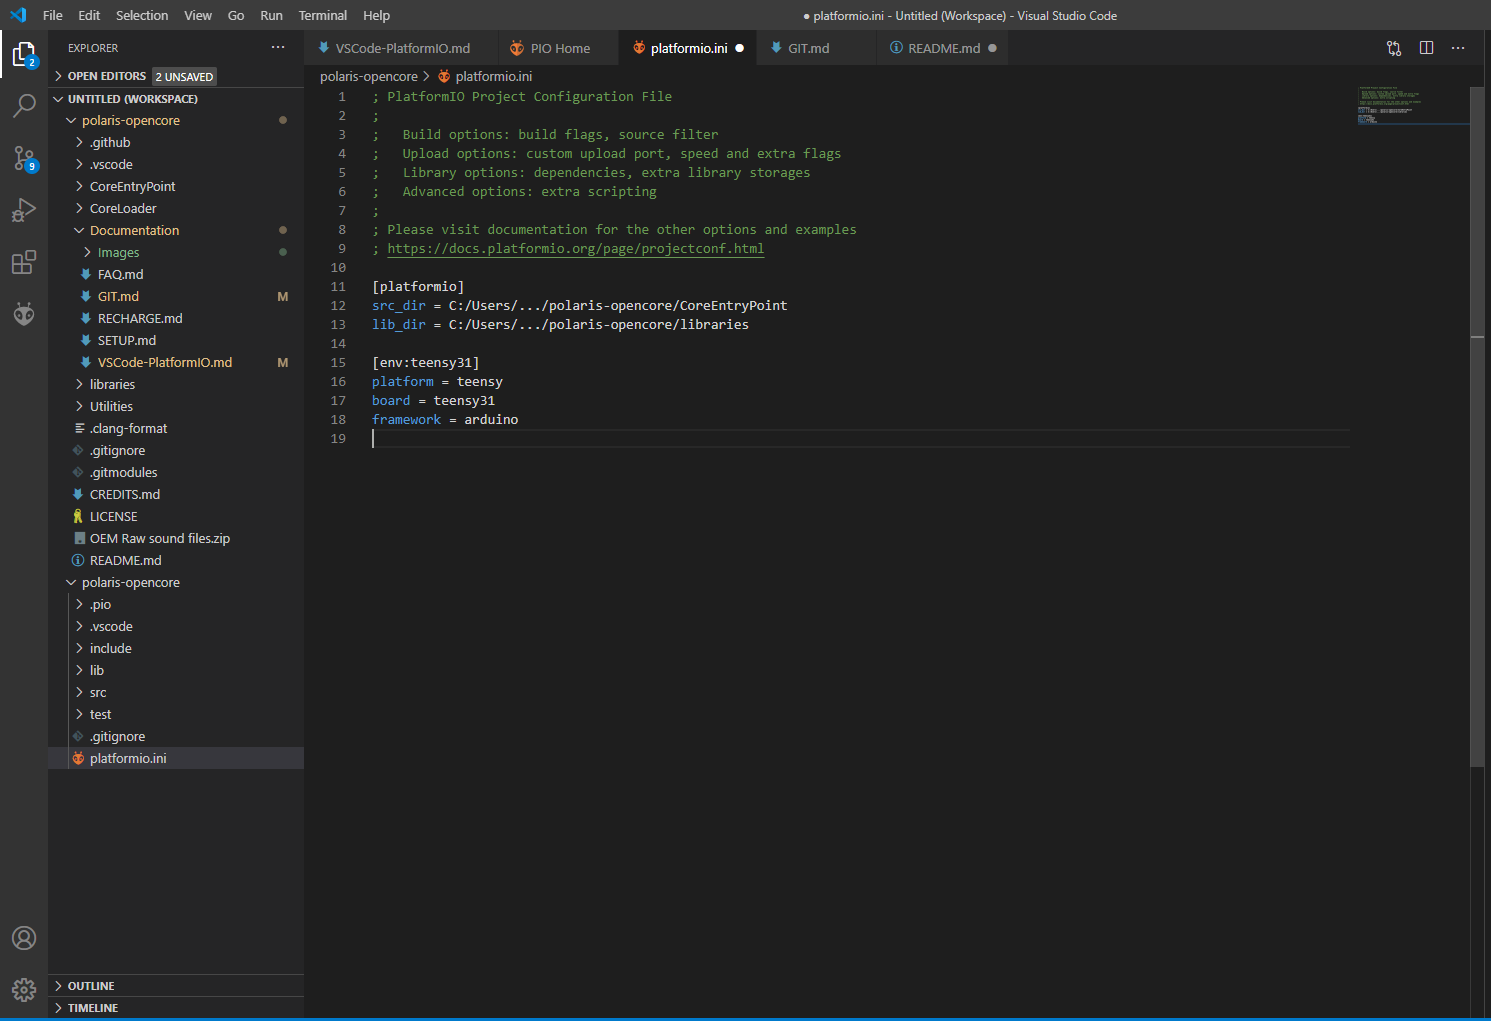 File Edit Selection View Go Run Terminal Help
● platformio.ini - Untitled (Workspace) - Visual Studio Code
EXPLORER
OPEN EDITORS 2 UNSAVED
UNTITLED (WORKSPACE)
polaris-opencore
.github
.vscode
CoreEntryPoint
CoreLoader
Documentation
Images
FAQ.md
GIT.md M
RECHARGE.md
SETUP.md
VSCode-PlatformIO.md M
libraries
Utilities
.clang-format
.gitignore
.gitmodules
CREDITS.md
LICENSE
OEM Raw sound files.zip
README.md
polaris-opencore
.pio
.vscode
include
lib
src
test
.gitignore
platformio.ini
OUTLINE
TIMELINE
2
9
VSCode-PlatformIO.md PIO Home platformio.ini GIT.md README.md
polaris-opencore > platformio.ini
1 ; PlatformIO Project Configuration File
2 ;
3 ;   Build options: build flags, source filter
4 ;   Upload options: custom upload port, speed and extra flags
5 ;   Library options: dependencies, extra library storages
6 ;   Advanced options: extra scripting
7 ;
8 ; Please visit documentation for the other options and examples
9 ; https://docs.platformio.org/page/projectconf.html
10
11 [platformio]
12 src_dir = C:/Users/.../polaris-opencore/CoreEntryPoint
13 lib_dir = C:/Users/.../polaris-opencore/libraries
14
15 [env:teensy31]
16 platform = teensy
17 board = teensy31
18 framework = arduino
19